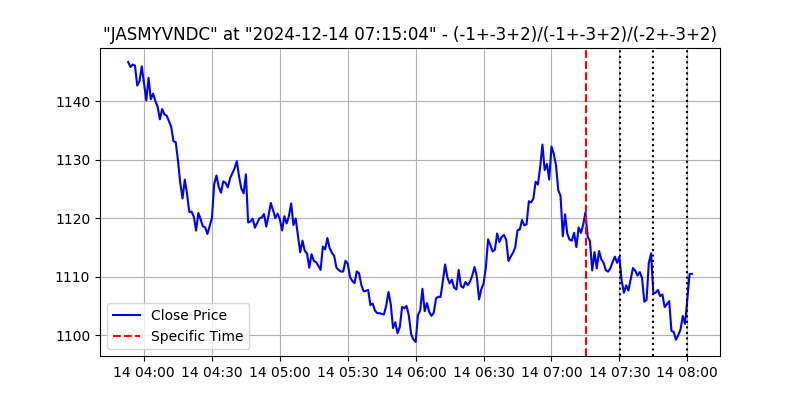 "JASMYVNDC" at "2024-12-14 07:15:04" - (-1+-3+2)/(-1+-3+2)/(-2+-3+2)
1140
1130
1120
1110
1100
Close Price
Specific Time
14 04:00 14 04:30 14 05:00 14 05:30 14 06:00 14 06:30 14 07:00 14 07:30 14 08:00